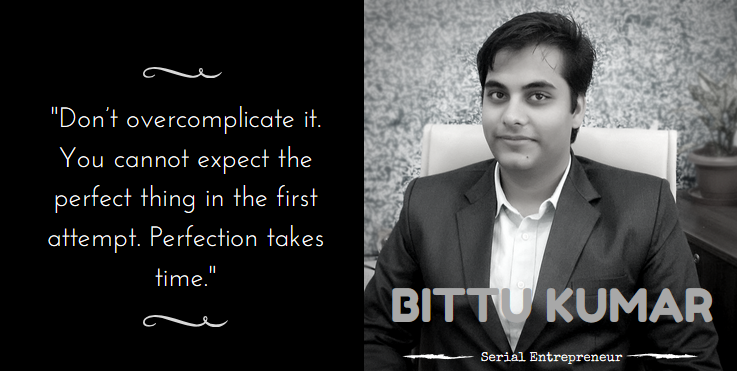 "Don't overcomplicate it.
You cannot expect the
perfect thing in the first
attempt. Perfection takes
time."
BITTU KUMAR
Serial Entrepreneur